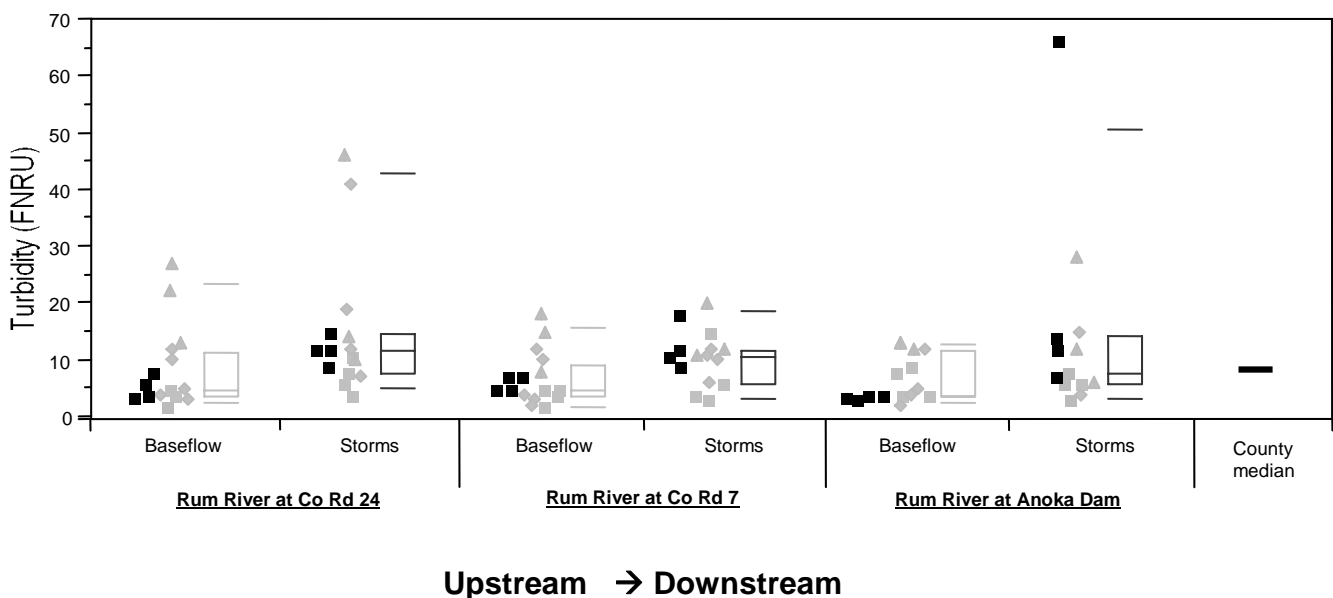 70
60
50
40
30
20
10
0
Turbidity (FNRU)
Baseflow Storms Baseflow Storms Baseflow Storms County median
Rum River at Co Rd 24 Rum River at Co Rd 7 Rum River at Anoka Dam
Upstream → Downstream